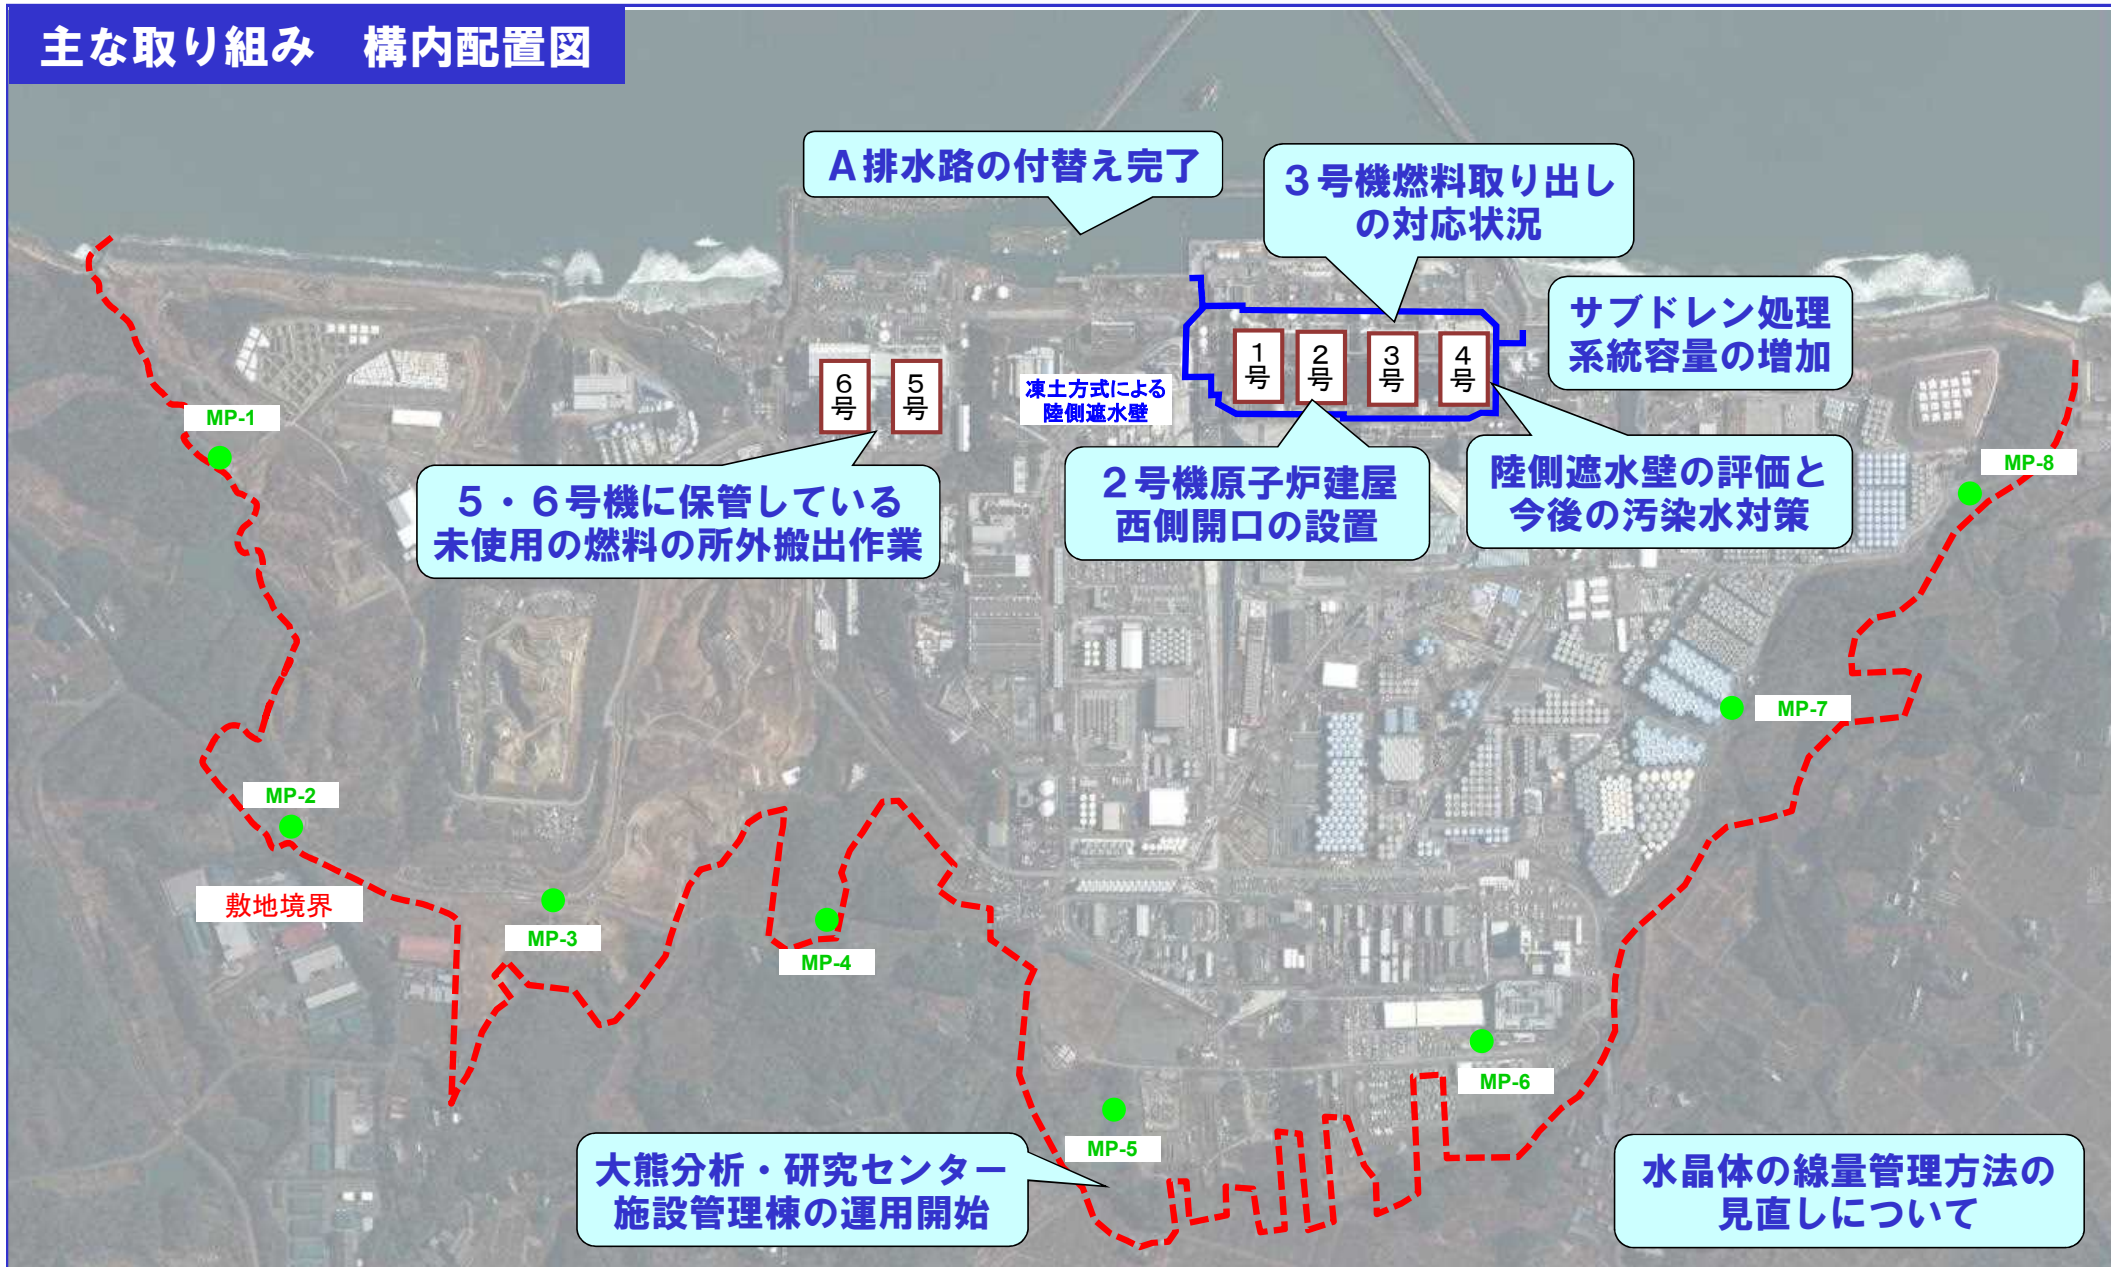 主な取り組み　構内配置図
A排水路の付替え完了
３号機燃料取り出し
の対応状況
サブドレン処理
系統容量の増加
1
号
2
号
3
号
4
号
6
号
5
号
凍土方式による
陸側遮水壁
MP-1
５・６号機に保管している
未使用の燃料の所外搬出作業
２号機原子炉建屋
西側開口の設置
陸側遮水壁の評価と
今後の汚染水対策
MP-8
MP-7
MP-2
敷地境界
MP-3
MP-4
MP-6
MP-5
大熊分析・研究センター
施設管理棟の運用開始
水晶体の線量管理方法の
見直しについて